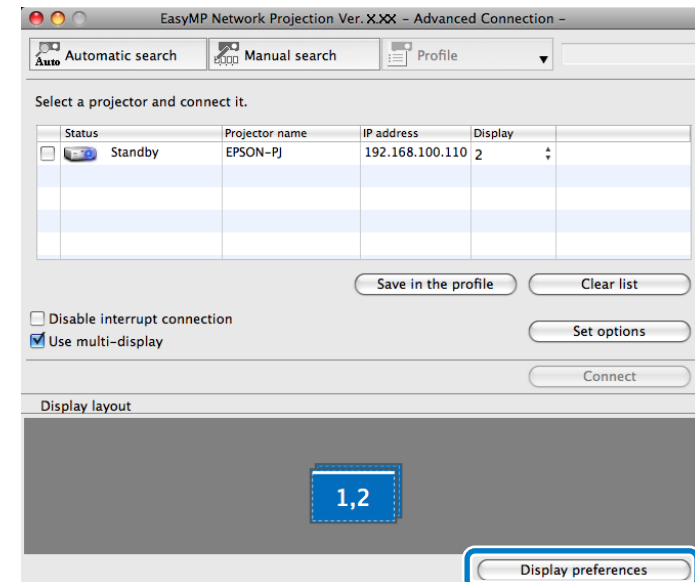 EasyMP Network Projection Ver. X.XX – Advanced Connection –
Auto Automatic search Manual search Profile
Select a projector and connect it.
Status Projector name IP address Display
Standby EPSON-PJ 192.168.100.110 2
Save in the profile Clear list
Disable interrupt connection
Set options
Use multi-display
Connect
Display layout
1,2
Display preferences